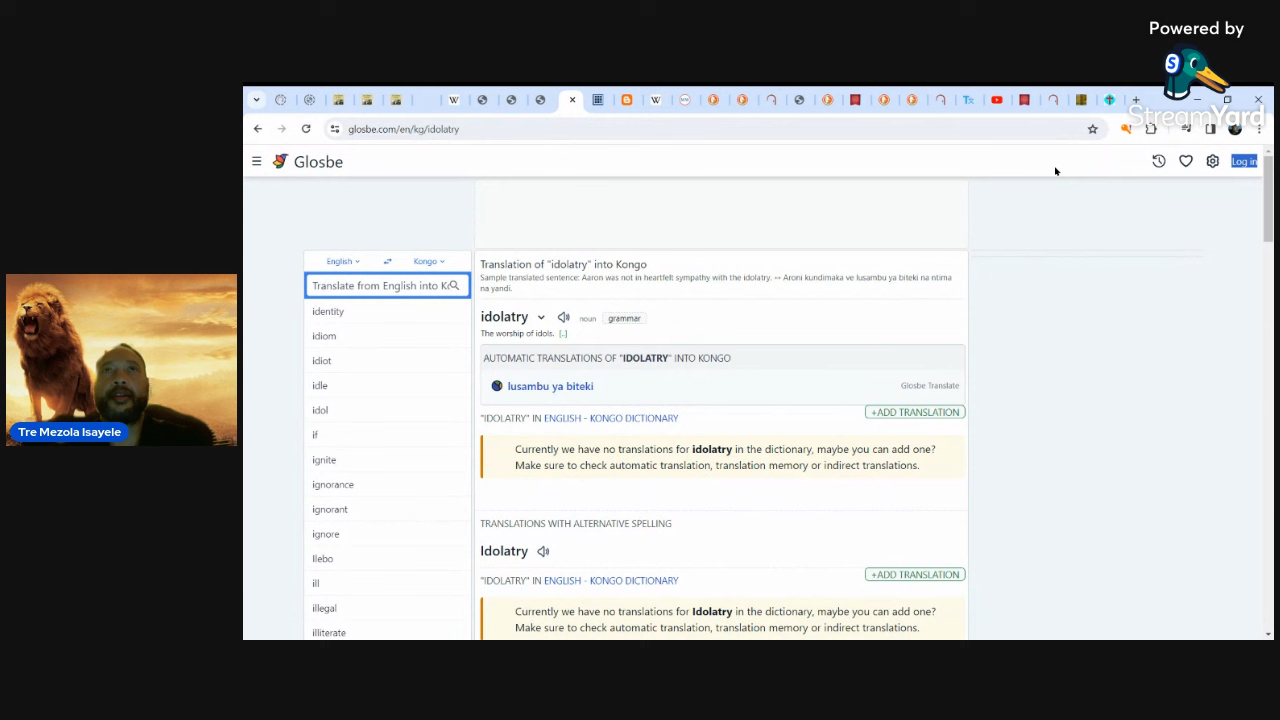 Powered by
StreamYard
glosbe.com/en/kg/idolatry
Glosbe
Log in
English
Kongo
Translate from English into Ko
identity
idiom
idiot
idle
idol
if
ignite
ignorance
ignorant
ignore
Ilebo
ill
illegal
illiterate
Translation of "idolatry" into Kongo
Sample translated sentence: Aaron was not in heartfelt sympathy with the idolatry. ↔ Aroni kundimaka ve lusambu ya biteki na ntima
na yandi.
idolatry noun grammar
The worship of idols. [..]
AUTOMATIC TRANSLATIONS OF "IDOLATRY" INTO KONGO
lusambu ya biteki Glosbe Translate
"IDOLATRY" IN ENGLISH - KONGO DICTIONARY +ADD TRANSLATION
Currently we have no translations for idolatry in the dictionary, maybe you can add one?
Make sure to check automatic translation, translation memory or indirect translations.
TRANSLATIONS WITH ALTERNATIVE SPELLING
Idolatry
"IDOLATRY" IN ENGLISH - KONGO DICTIONARY +ADD TRANSLATION
Currently we have no translations for Idolatry in the dictionary, maybe you can add one?
Make sure to check automatic translation, translation memory or indirect translations.
Tre Mezola Isayele